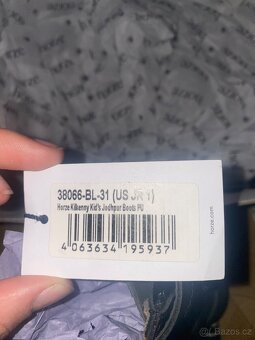 38066-BL-31 (US JR 1)
Horze Kilkenny Kid's Jodhpur Boots PU
4 063634 195937
horze.com